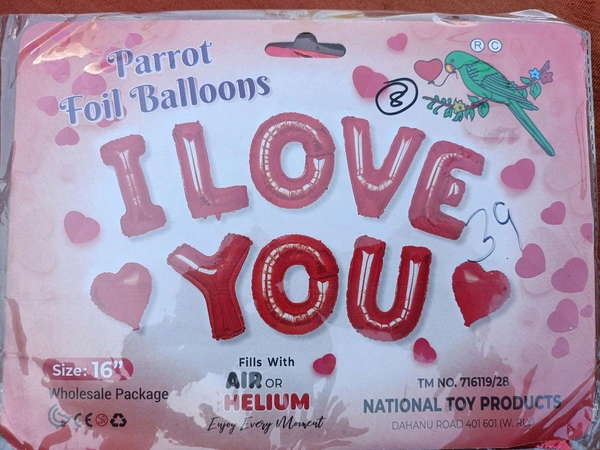 Parrot
Foil Balloons
® ©
8
I LOVE
39
YOU
Size: 16"
Wholesale Package
CE
Fills With
AIR OR
HELIUM
Enjoy Every Moment
TM NO. 716119/28
NATIONAL TOY PRODUCTS
DAHANU ROAD 401 601 (W. RLY)